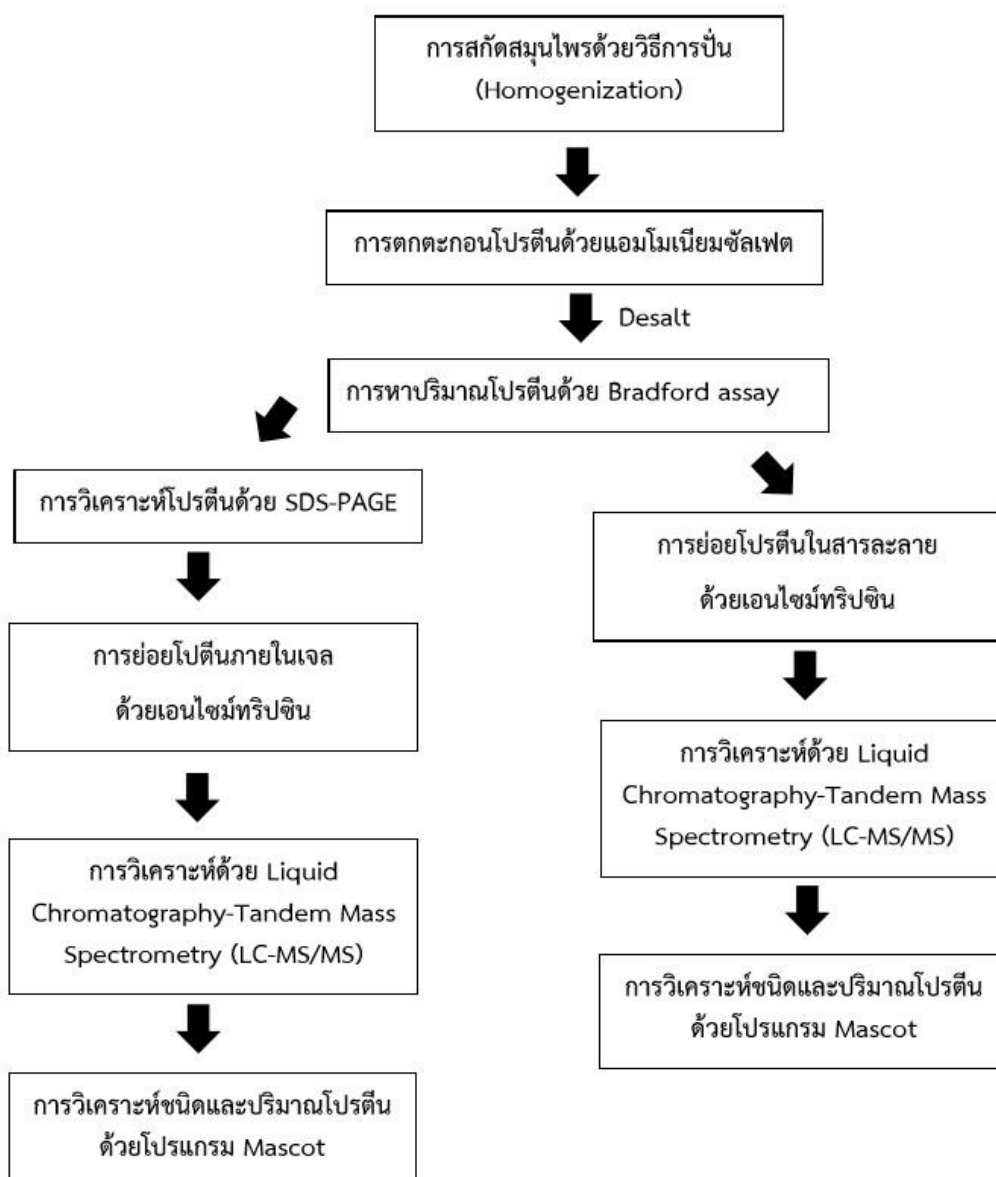 การสกัดสมุนไพรด้วยวิธีการปั่น
(Homogenization)
การตกตะกอนโปรตีนด้วยแอมโมเนียมซัลเฟต
Desalt
การหาปริมาณโปรตีนด้วย Bradford assay
การวิเคราะห์โปรตีนด้วย SDS-PAGE
การย่อยโปตีนภายในเจล
ด้วยเอนไซม์ทริปซิน
การวิเคราะห์ด้วย Liquid
Chromatography-Tandem Mass
Spectrometry (LC-MS/MS)
การวิเคราะห์ชนิดและปริมาณโปรตีน
ด้วยโปรแกรม Mascot
การย่อยโปรตีนในสารละลาย
ด้วยเอนไซม์ทริปซิน
การวิเคราะห์ด้วย Liquid
Chromatography-Tandem Mass
Spectrometry (LC-MS/MS)
การวิเคราะห์ชนิดและปริมาณโปรตีน
ด้วยโปรแกรม Mascot